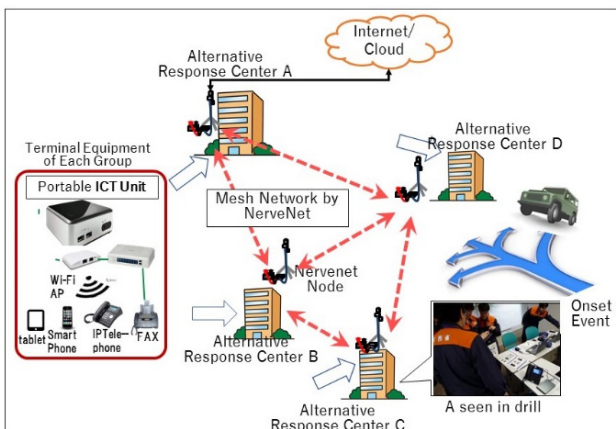 Internet/
Cloud
Alternative
Response Center A
Terminal Equipment
of Each Group
Portable ICT Unit
Alternative
Response Center D
Mesh Network by
NerveNet
Wi-Fi
AP
Nervenet
Node
tablet
Smart
Phone
IPTele-
phone
FAX
Alternative
Response Center B
Onset
Event
Alternative
Response Center C
A seen in drill